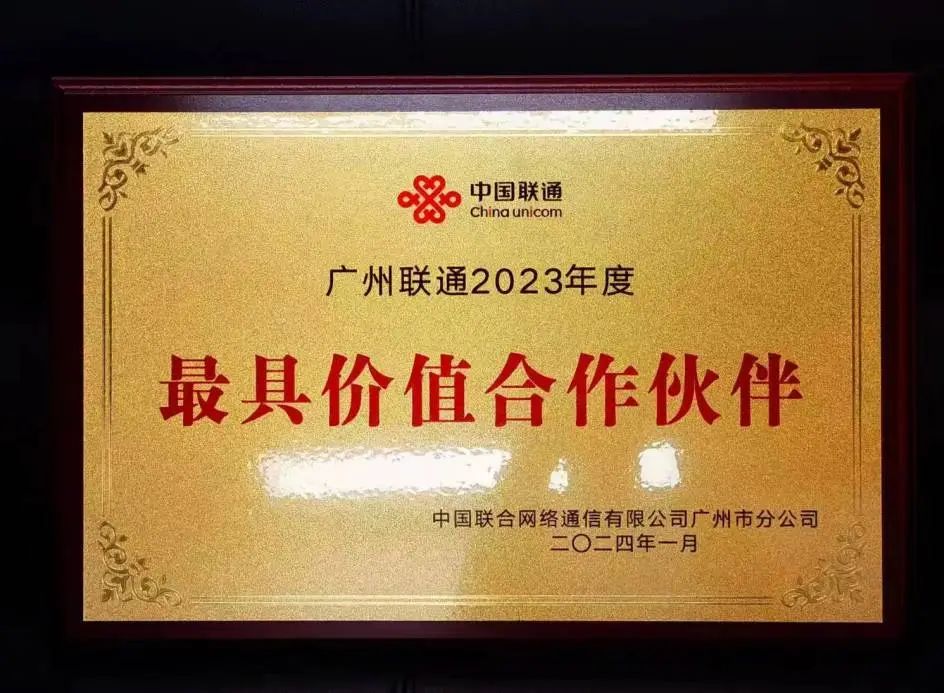 中国联通
China unicom
广州联通2023年度
最具价值合作伙伴
中国联合网络通信有限公司广州市分公司
二〇二四年一月